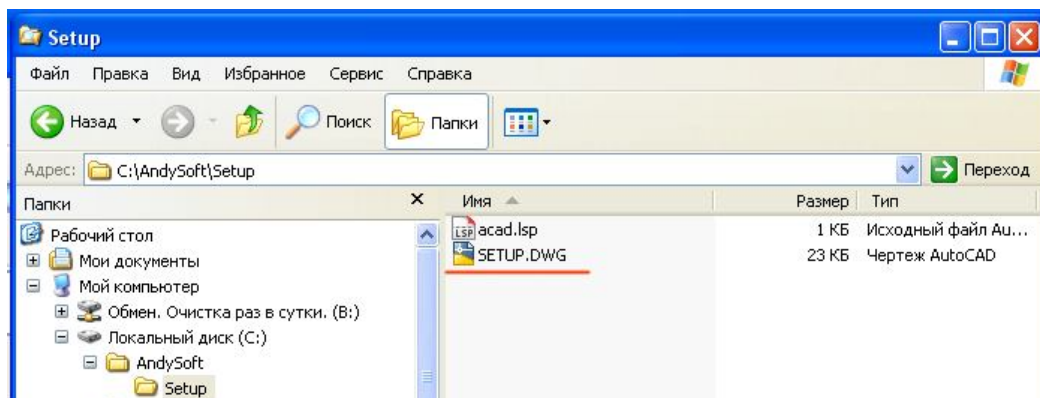 Setup
Файл Правка Вид Избранное Сервис Справка
Назад Поиск Папки
Адрес: C:\AndySoft\Setup Переход
Папки Имя Размер Тип
Рабочий стол LSP acad.lsp 1 КБ Исходный файл Au...
Мои документы SETUP.DWG 23 КБ Чертеж AutoCAD
Мой компьютер
Обмен. Очистка раз в сутки. (B:)
Локальный диск (C:)
AndySoft
Setup